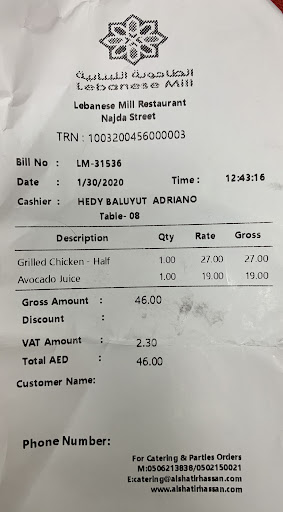 الطاحونة اللبنانية
Lebanese Mill
Lebanese Mill Restaurant
Najda Street
TRN : 1003200456000003
Bill No : LM-31536
Date : 1/30/2020 Time : 12:43:16
Cashier : HEDY BALUYUT ADRIANO
Table- 08
Description Qty Rate Gross
Grilled Chicken - Half 1.00 27.00 27.00
Avocado Juice 1.00 19.00 19.00
Gross Amount : 46.00
Discount :
VAT Amount : 2.30
Total AED : 46.00
Customer Name:
Phone Number:
For Catering & Parties Orders
M:0506213838/0502150021
E:catering@alshatirhassan.com
www.alshatirhassan.com